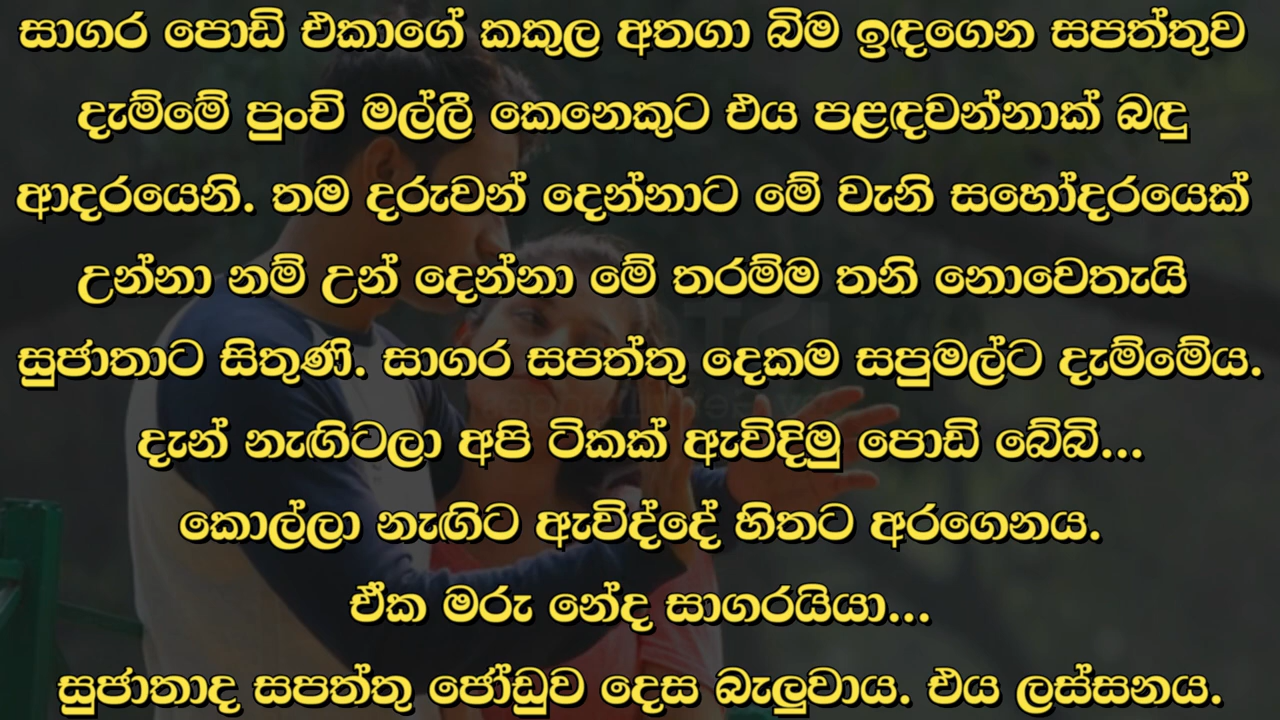 සාගර පොඩි එකාගේ කකුල අතගා බිම ඉඳගෙන සපත්තුව
දැම්මේ පුංචි මල්ලී කෙනෙකුට එය පළඳවන්නාක් බඳු
ආදරයෙනි. තම දරුවන් දෙන්නාට මේ වැනි සහෝදරයෙක්
උන්නා නම් උන් දෙන්නා මේ තරම්ම තනි නොවෙතැයි
සුජාතාට සිතුණි. සාගර සපත්තු දෙකම සපුමල්ට දැම්මේය.
දැන් නැඟිටලා අපි ටිකක් ඇවිදිමු පොඩි බේබි...
කොල්ලා නැඟිට ඇවිද්දේ හිතට අරගෙනය.
ඒක මරු නේද සාගරයියා...
සුජාතාද සපත්තු ජෝඩුව දෙස බැලුවාය. එය ලස්සනය.